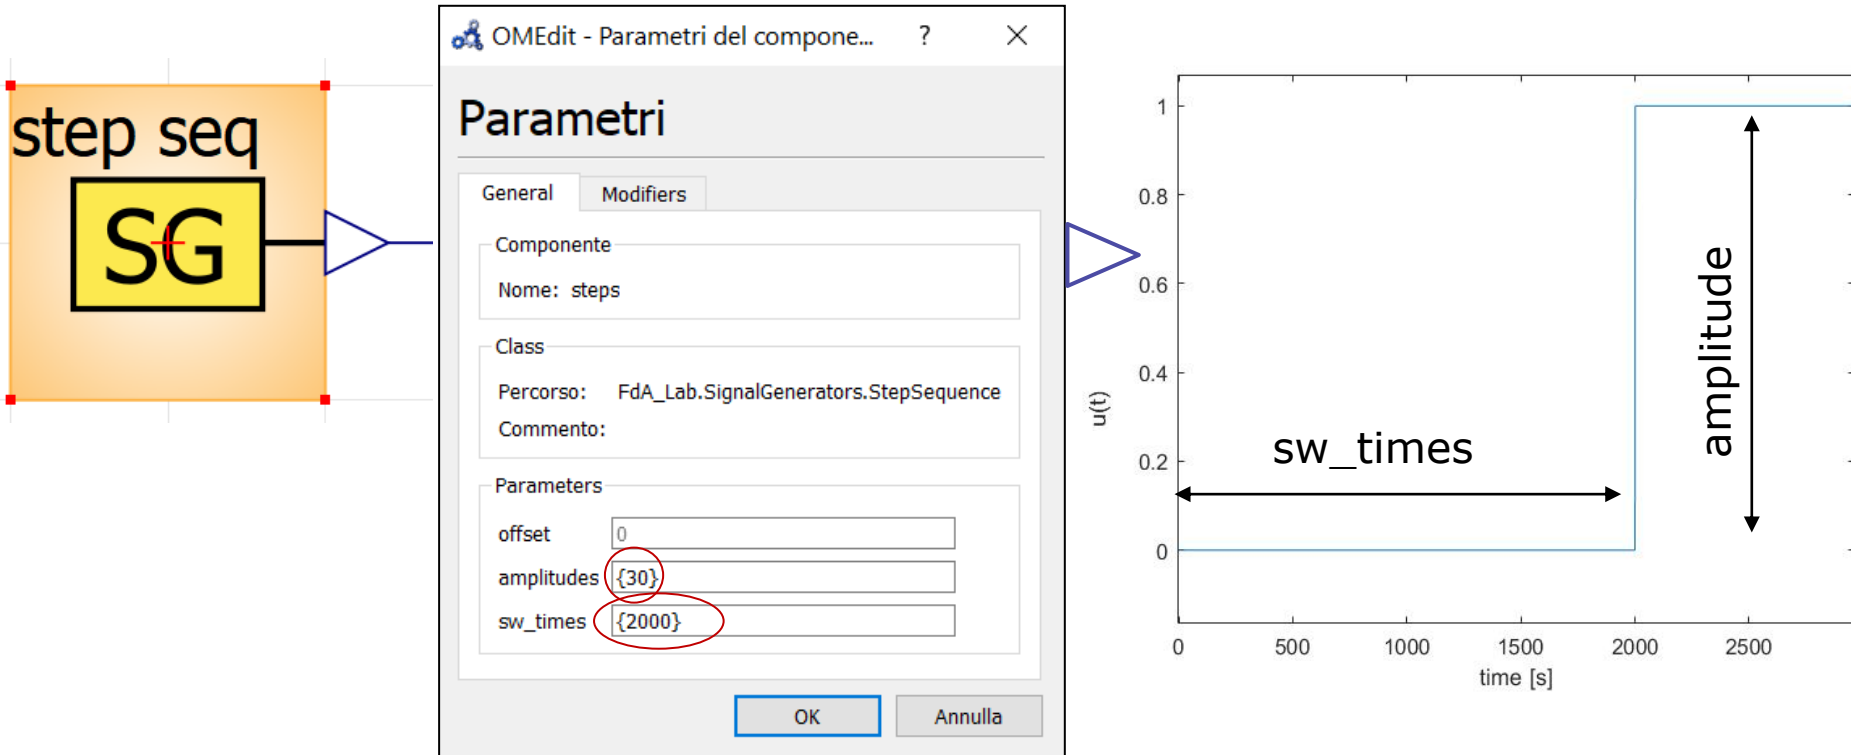 step seq
SG
OMEdit - Parametri del compone...
?
Parametri
General
Modifiers
Componente
Nome: steps
Class
Percorso: FdA_Lab.SignalGenerators.StepSequence
Commento:
Parameters
offset 0
amplitudes {30}
sw_times {2000}
OK
Annulla
1
0.8
0.6
0.4
0.2
0
u(t)
sw_times
amplitude
0 500 1000 1500 2000 2500
time [s]